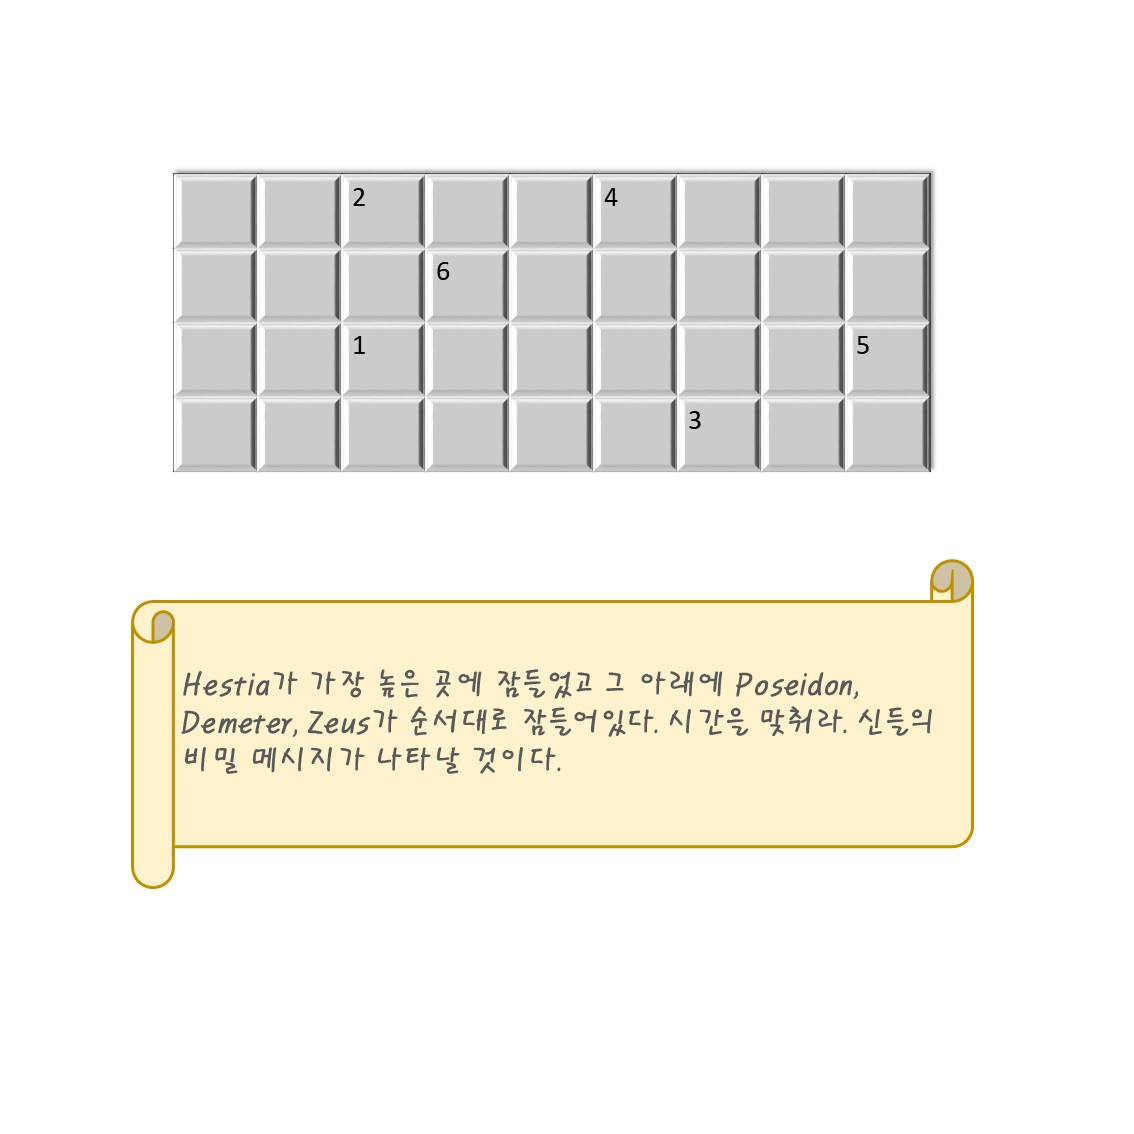 2 4
6
1 5
3
Hestia가 가장 높은 곳에 잠들었고 그 아래에 Poseidon,
Demeter, Zeus가 순서대로 잠들어있다. 시간을 맞춰라. 신들의
비밀 메시지가 나타날 것이다.